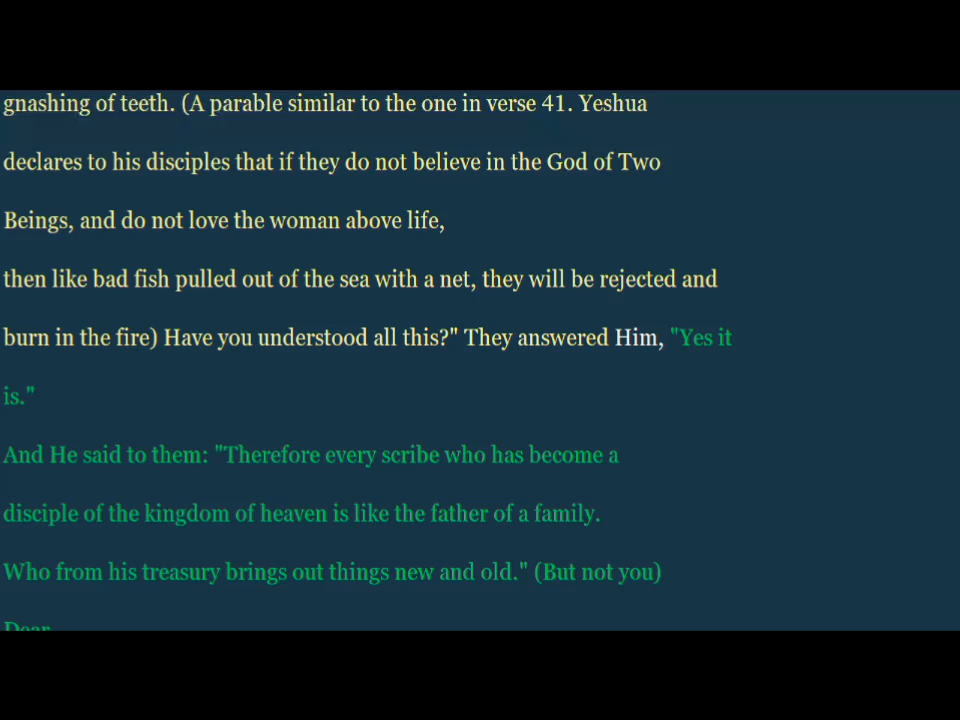 gnashing of teeth. (A parable similar to the one in verse 41. Yeshua
declares to his disciples that if they do not believe in the God of Two
Beings, and do not love the woman above life,
then like bad fish pulled out of the sea with a net, they will be rejected and
burn in the fire) Have you understood all this?" They answered Him, "Yes it
is."
And He said to them: "Therefore every scribe who has become a
disciple of the kingdom of heaven is like the father of a family.
Who from his treasury brings out things new and old." (But not you)
Dear